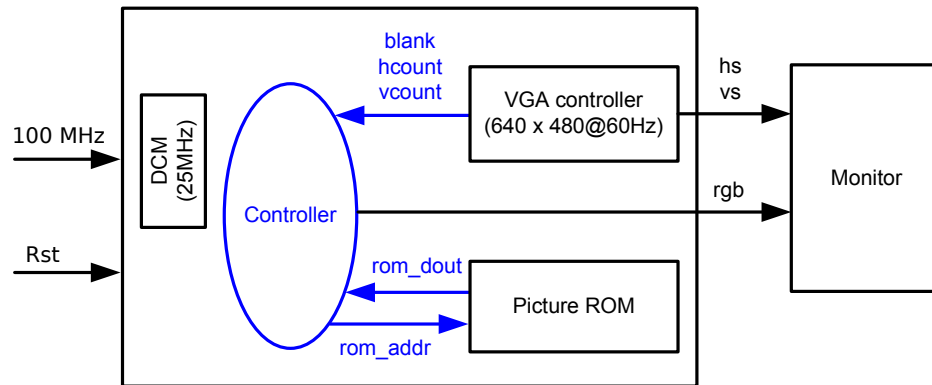 blank
hcount
vcount
VGA controller
(640 x 480@60Hz)
hs
vs
100 MHz
DCM
(25MHz)
Monitor
rgb
Controller
Rst
rom_dout
Picture ROM
rom_addr